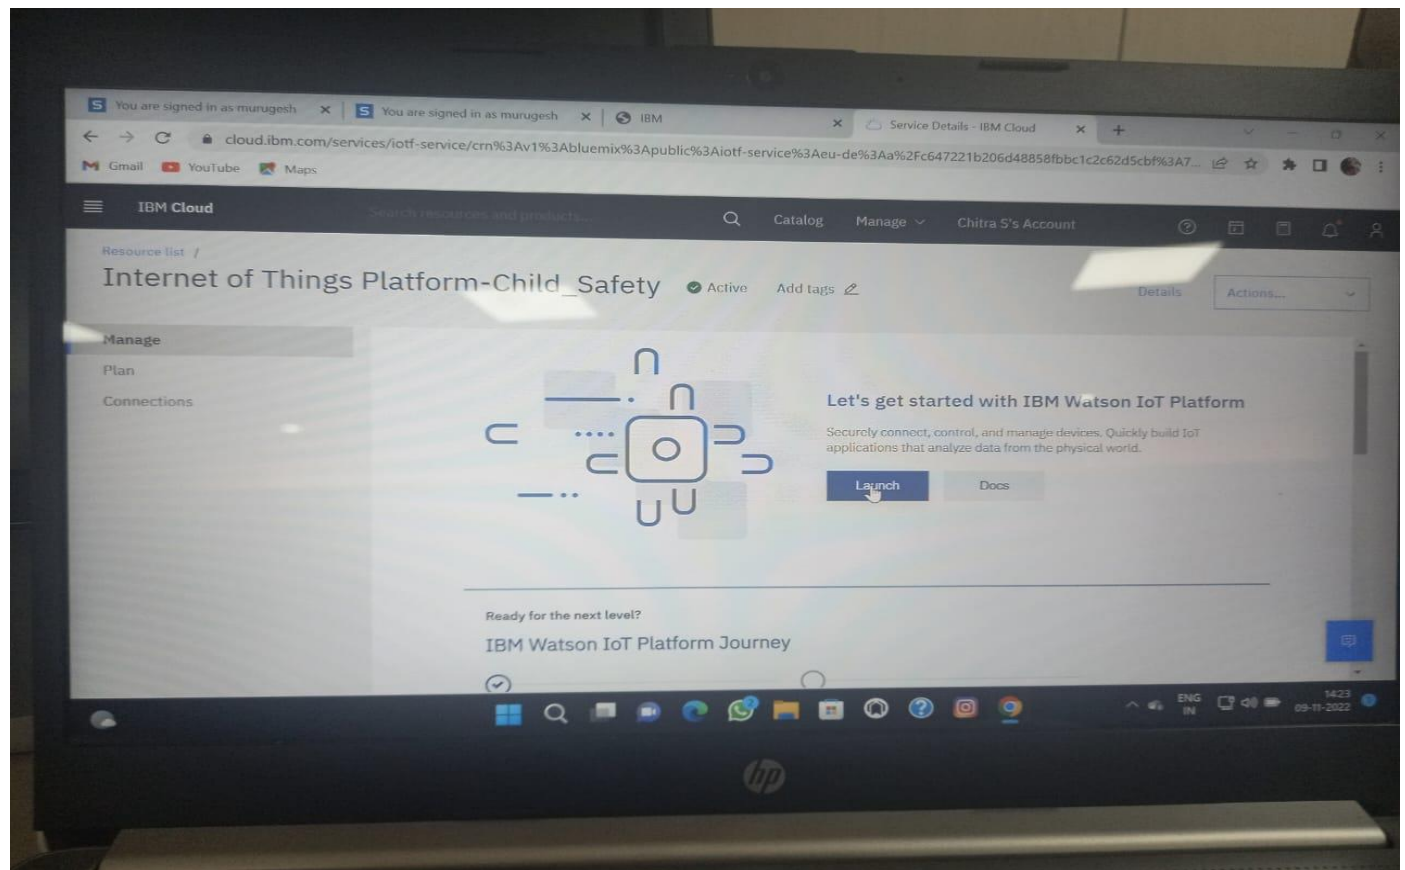 S You are signed in as murugesh
S You are signed in as murugesh
IBM
Service Details - IBM Cloud
cloud.ibm.com/services/iotf-service/crn%3Av1%3Abluemix%3Apublic%3Aiotf-service%3Aeu-de%3Aa%2Fc647221b206d48858fbbc1c2c62d5cbf%3A7...
Gmail YouTube Maps
IBM Cloud Search resources and products... Catalog Manage Chitra S's Account
Resource list /
Internet of Things Platform-Child_Safety Active Add tags Details Actions...
Manage
Plan
Connections
Let's get started with IBM Watson IoT Platform
Securely connect, control, and manage devices. Quickly build IoT
applications that analyze data from the physical world.
Launch Docs
Ready for the next level?
IBM Watson IoT Platform Journey
ENG
IN
14:23
09-11-2022
hp